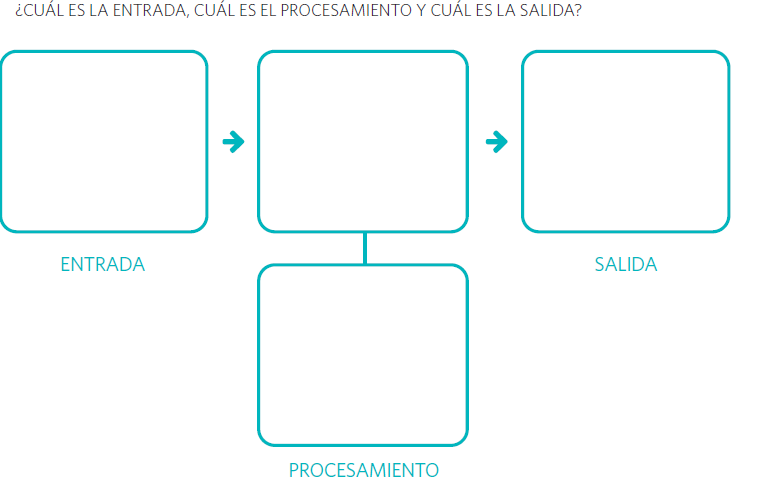 ¿CUÁL ES LA ENTRADA, CUÁL ES EL PROCESAMIENTO Y CUÁL ES LA SALIDA?
ENTRADA
SALIDA
PROCESAMIENTO